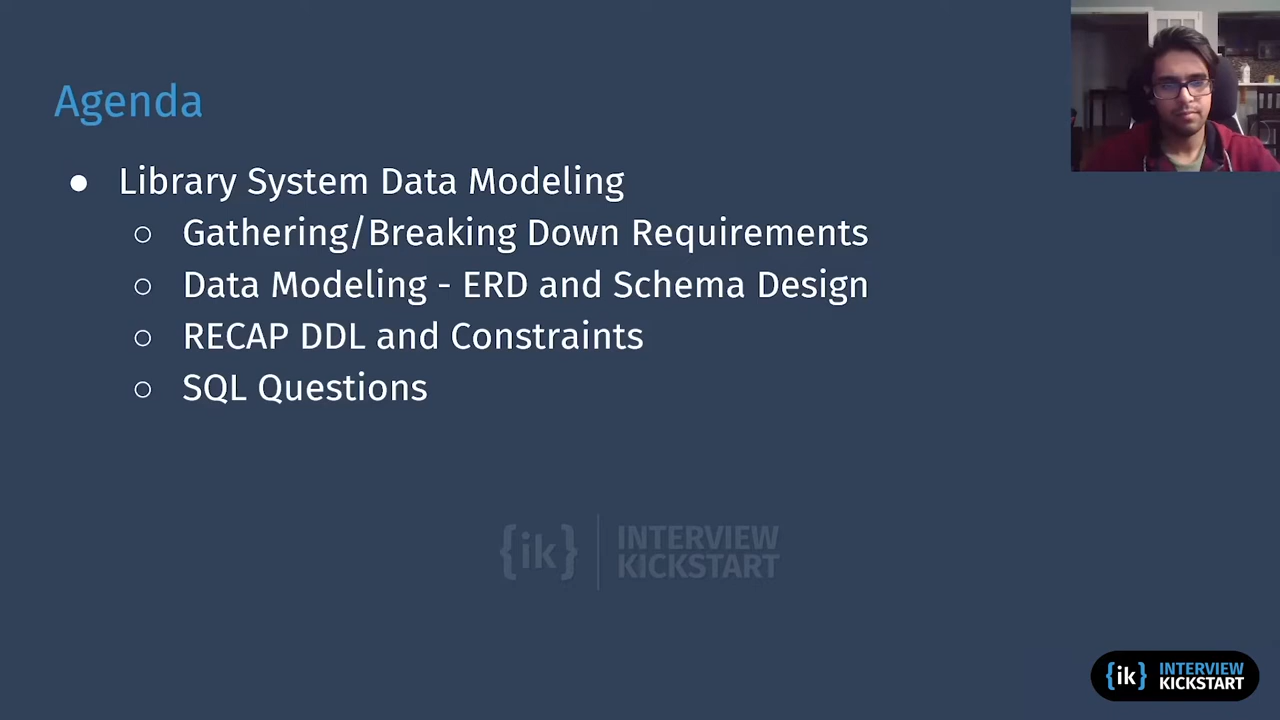 Agenda
● Library System Data Modeling
○ Gathering/Breaking Down Requirements
○ Data Modeling - ERD and Schema Design
○ RECAP DDL and Constraints
○ SQL Questions
{ik} INTERVIEW
KICKSTART
{ik} INTERVIEW
KICKSTART